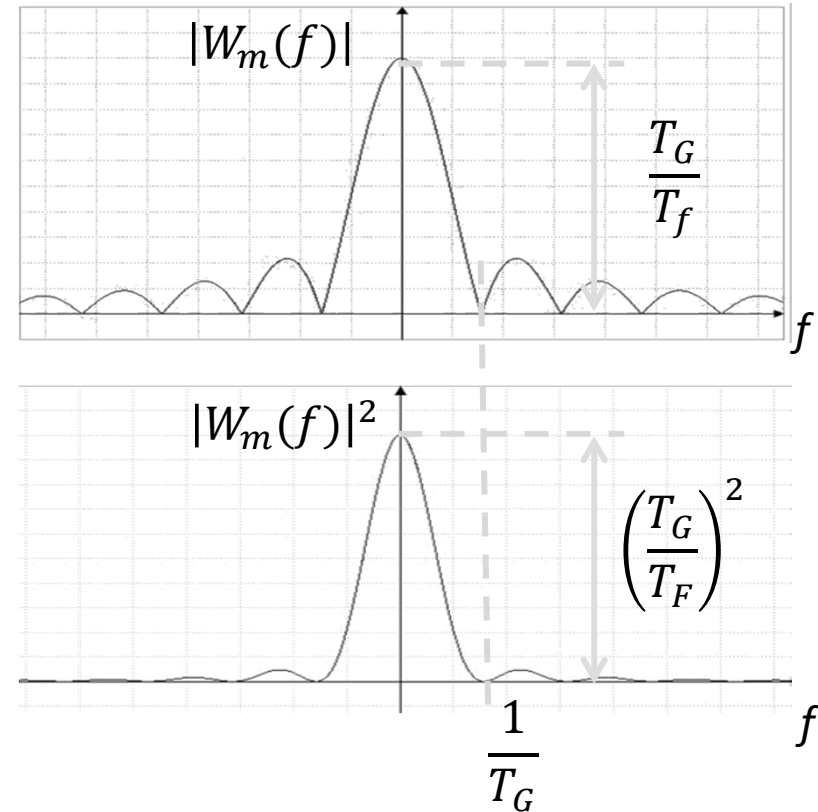 |W_m(f)|
T_G
T_f
f
|W_m(f)|²
(T_G / T_F)²
f
1
T_G